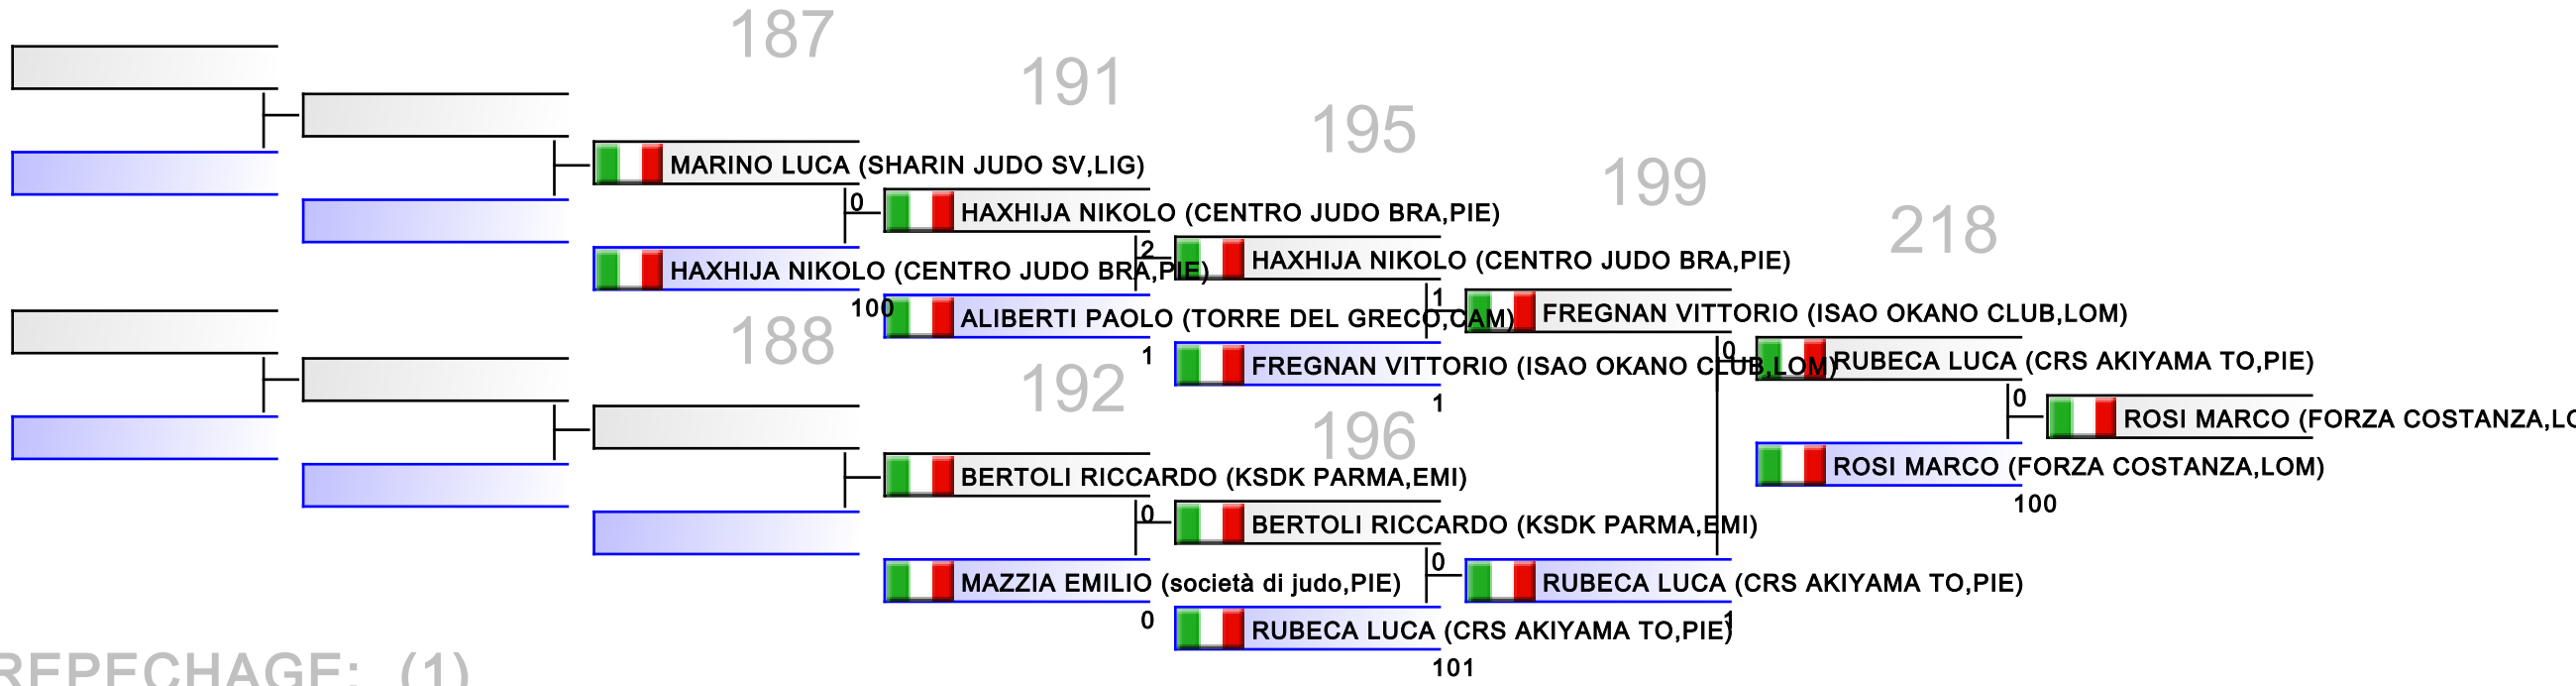 187
191
195
199
218
MARINO LUCA (SHARIN JUDO SV,LIG)
0
HAXHIJA NIKOLO (CENTRO JUDO BRA,PIE)
HAXHIJA NIKOLO (CENTRO JUDO BRA,PIE)
100
2
HAXHIJA NIKOLO (CENTRO JUDO BRA,PIE)
ALIBERTI PAOLO (TORRE DEL GRECO,CAM)
1
1
FREGNAN VITTORIO (ISAO OKANO CLUB,LOM)
FREGNAN VITTORIO (ISAO OKANO CLUB,LOM)
1
0
RUBECA LUCA (CRS AKIYAMA TO,PIE)
0
ROSI MARCO (FORZA COSTANZA,LO
ROSI MARCO (FORZA COSTANZA,LOM)
100
188
192
196
BERTOLI RICCARDO (KSDK PARMA,EMI)
0
BERTOLI RICCARDO (KSDK PARMA,EMI)
MAZZIA EMILIO (società di judo,PIE)
0
0
RUBECA LUCA (CRS AKIYAMA TO,PIE)
1
RUBECA LUCA (CRS AKIYAMA TO,PIE)
101
REPECHAGE: (1)